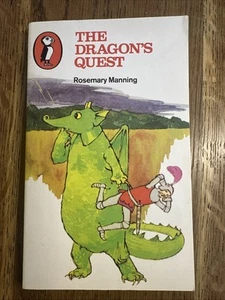 THE
DRAGON'S
QUEST
Rosemary Manning